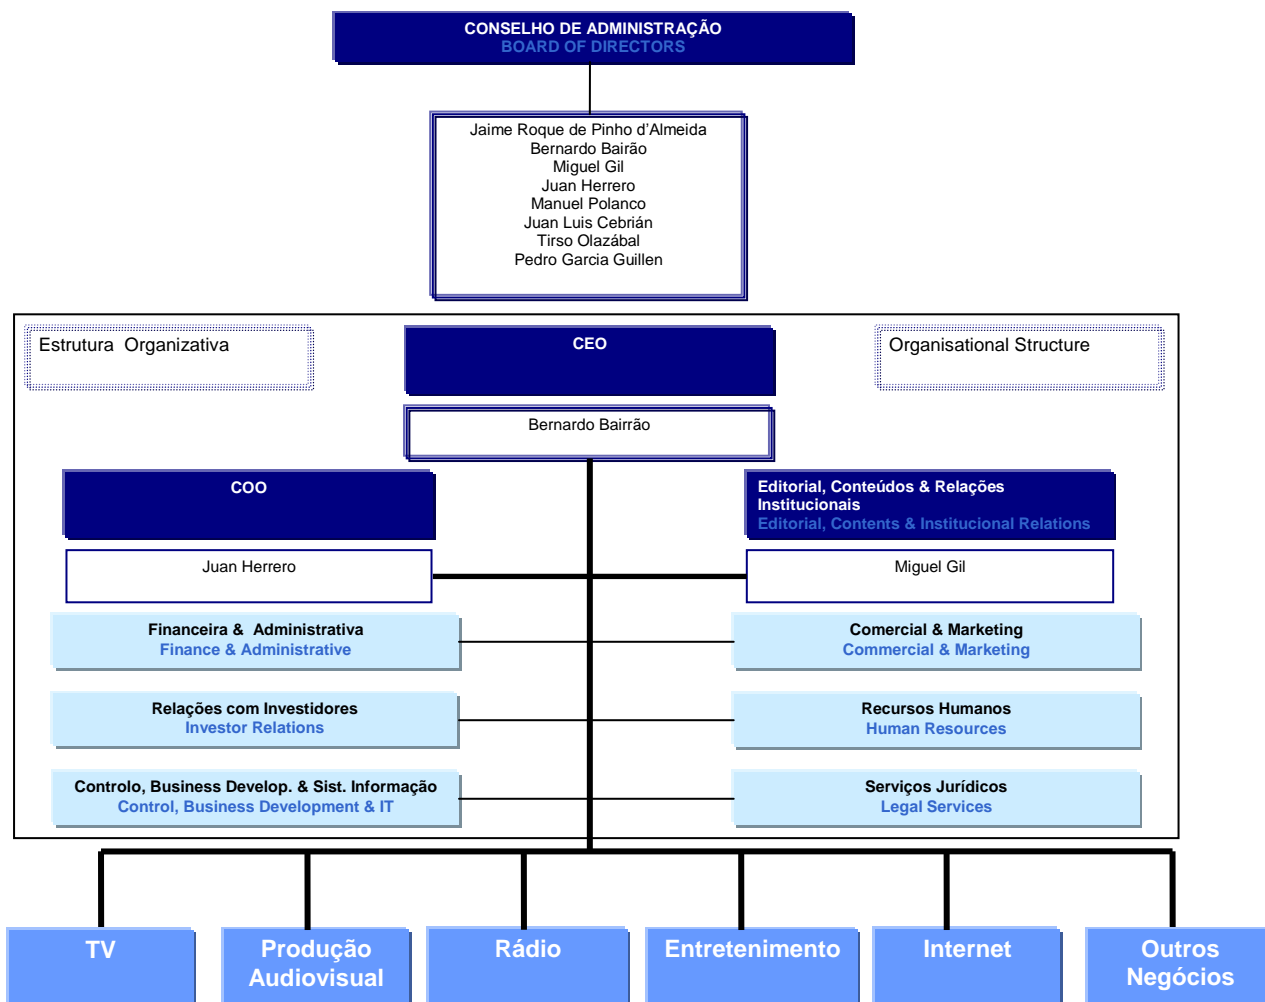 CONSELHO DE ADMINISTRAÇÃO
BOARD OF DIRECTORS
Jaime Roque de Pinho d'Almeida
Bernardo Bairão
Miguel Gil
Juan Herrero
Manuel Polanco
Juan Luis Cebrián
Tirso Olazábal
Pedro Garcia Guillen
Estrutura Organizativa
CEO
Organisational Structure
Bernardo Bairrão
COO
Editorial, Conteúdos & Relações
Institucionais
Editorial, Contents & Institutional Relations
Juan Herrero
Miguel Gil
Financeira & Administrativa
Finance & Administrative
Comercial & Marketing
Commercial & Marketing
Relações com Investidores
Investor Relations
Recursos Humanos
Human Resources
Controlo, Business Develop. & Sist. Informação
Control, Business Development & IT
Serviços Jurídicos
Legal Services
TV
Produção
Audiovisual
Rádio
Entretenimento
Internet
Outros
Negócios